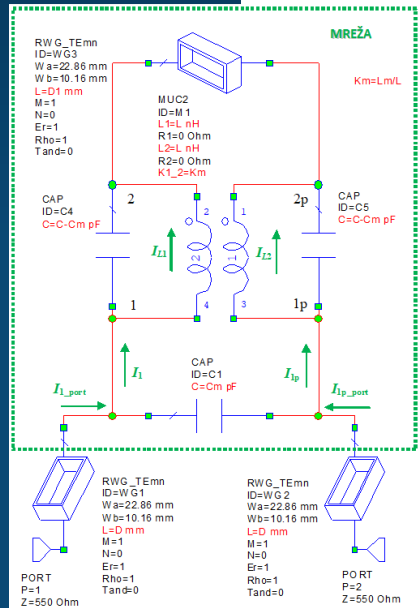 MREŽA
RWG_TEmn
ID=WG3
Wa=22.86 mm
Wb=10.16 mm
L=D1 mm
M=1
N=0
Er=1
Rho=1
Tand=0
Km=Lm/L
MUC2
ID=M1
L1=L nH
R1=0 Ohm
L2=L nH
R2=0 Ohm
K1_2=Km
CAP
ID=C4
C=C-Cm pF
2
2
1
2p
CAP
ID=C5
C=C-Cm pF
IL1
2
1
IL2
1
4
3
1p
I1
CAP
ID=C1
C=Cm pF
I1p
I1_port
I1p_port
RWG_TEmn
ID=WG1
Wa=22.86 mm
Wb=10.16 mm
L=D mm
M=1
N=0
Er=1
Rho=1
Tand=0
RWG_TEmn
ID=WG2
Wa=22.86 mm
Wb=10.16 mm
L=D mm
M=1
N=0
Er=1
Rho=1
Tand=0
PORT
P=1
Z=550 Ohm
PORT
P=2
Z=550 Ohm